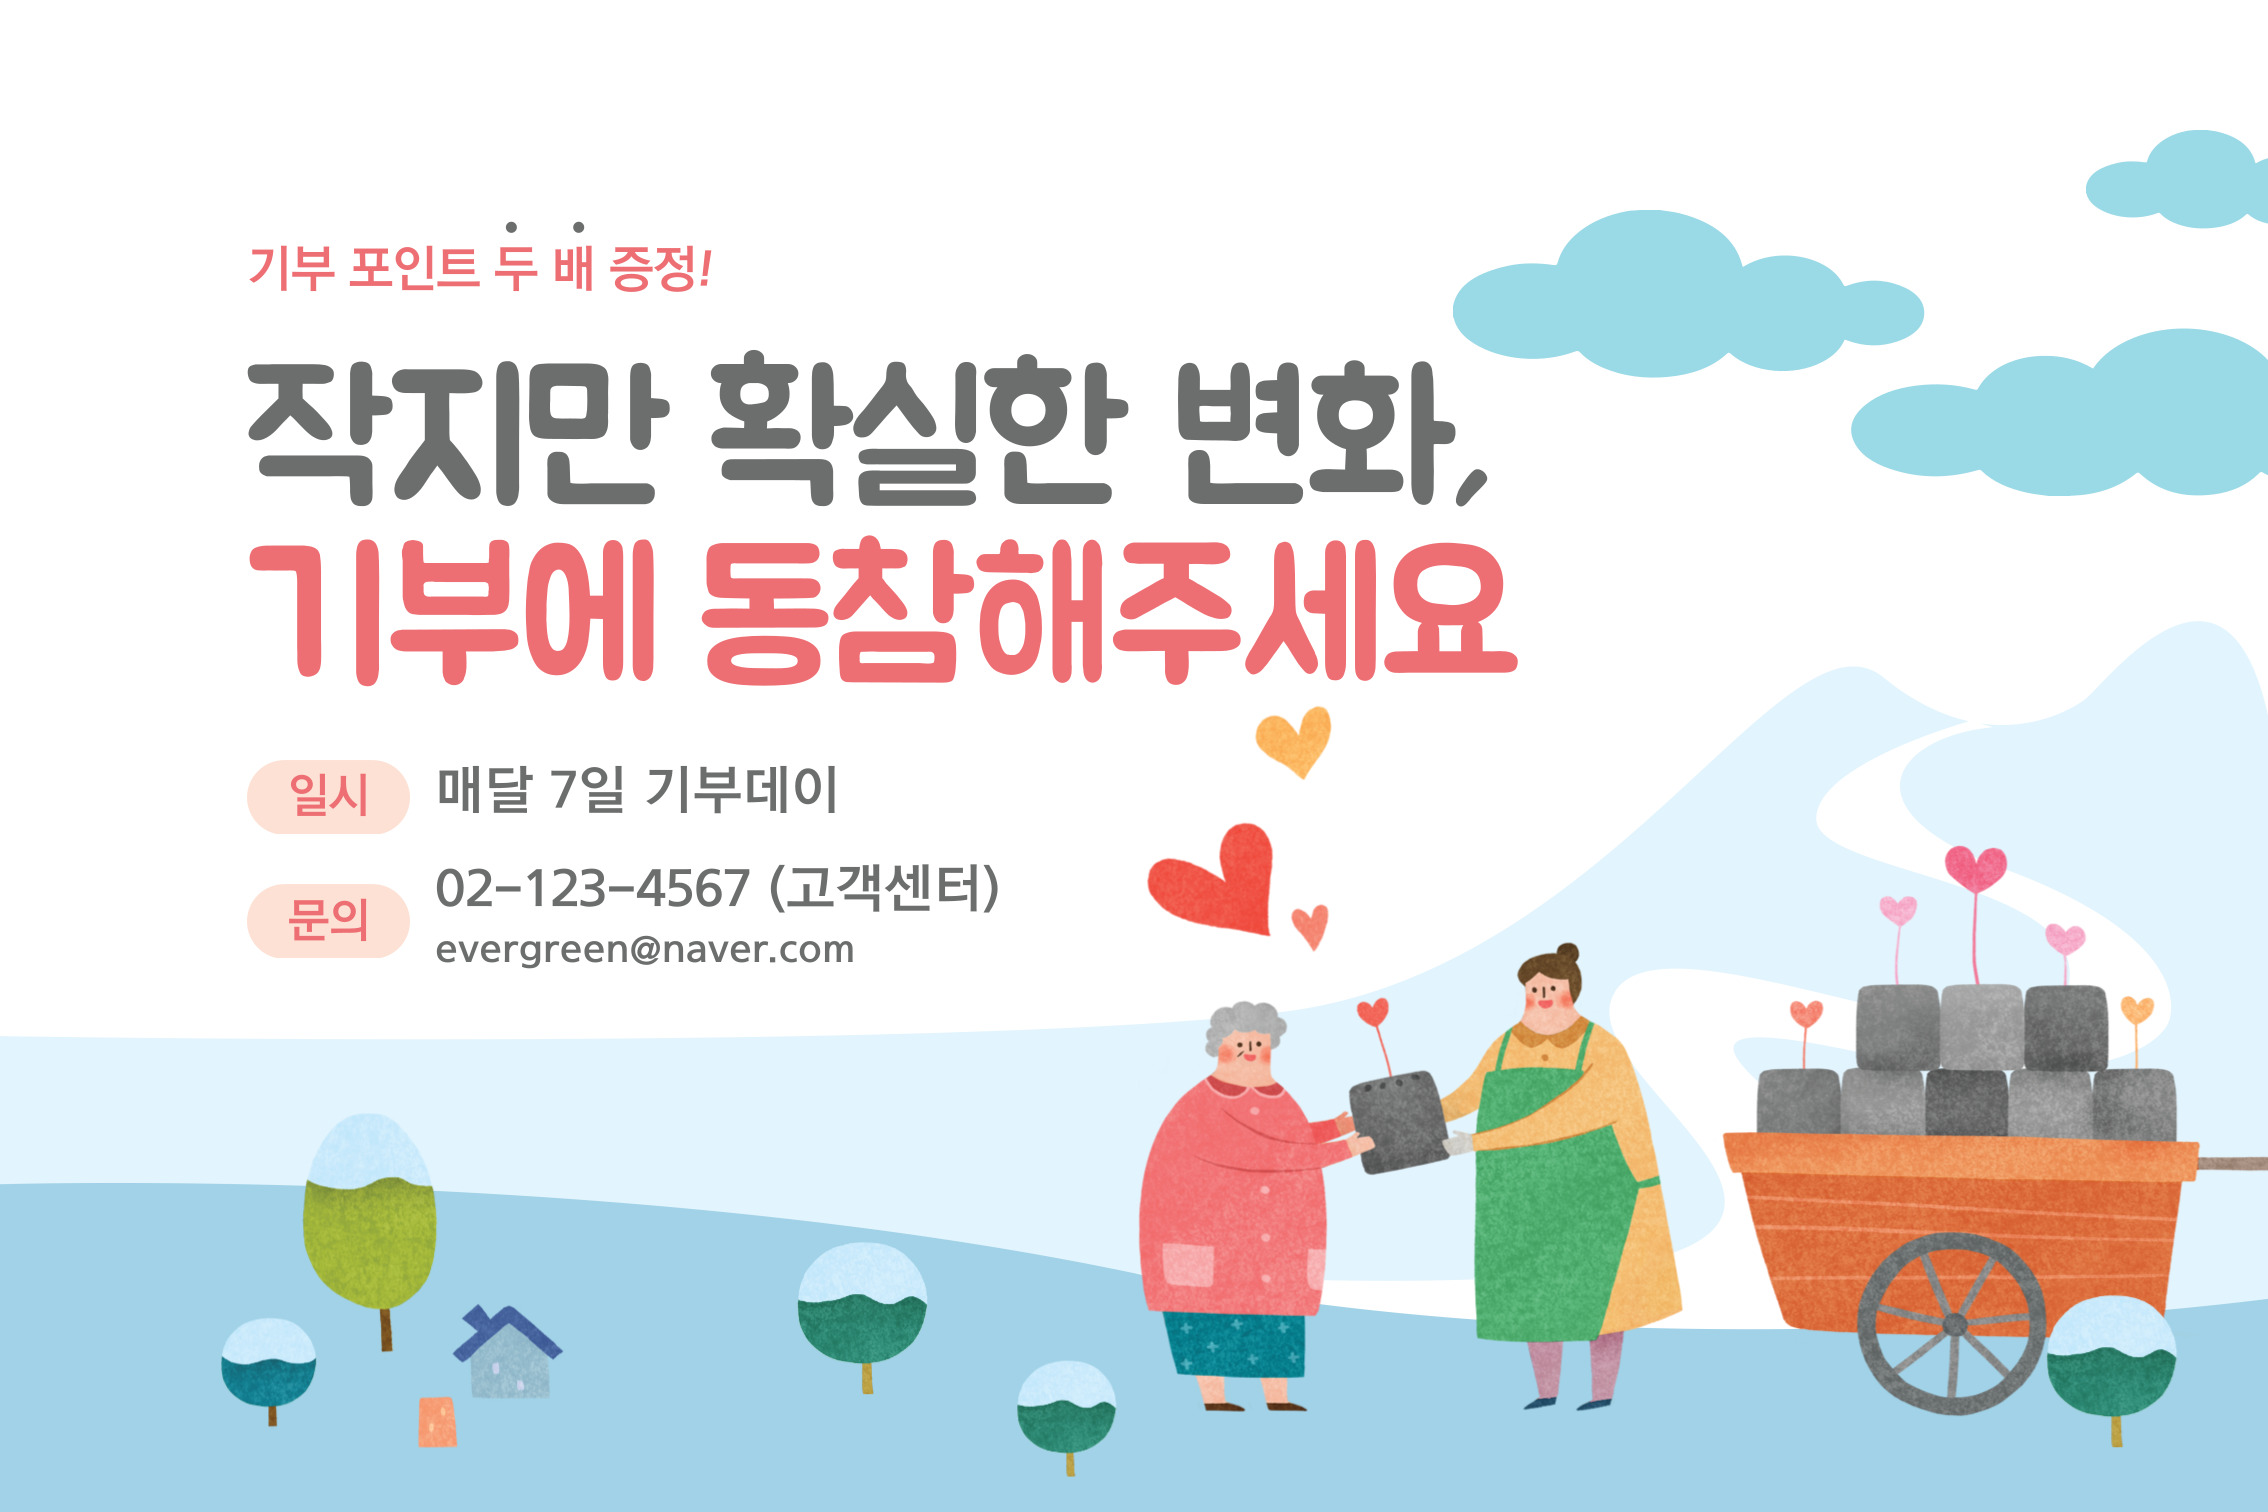 기부 포인트 두 배 증정!
작지만 확실한 변화,
기부에 동참해주세요
일시 매달 7일 기부데이
문의 02-123-4567 (고객센터)
evergreen@naver.com